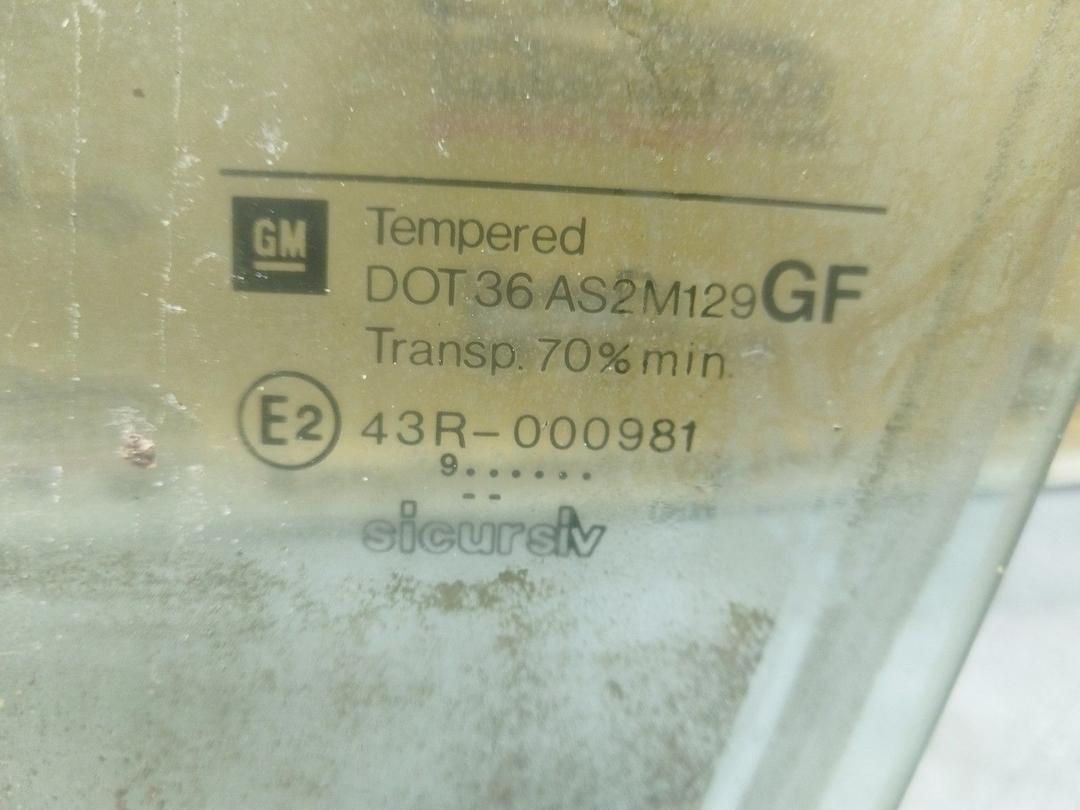 GM Tempered
DOT 36 AS2 M129 GF
Transp. 70% min.
E2 43R-000981
9......
--
sicursiv